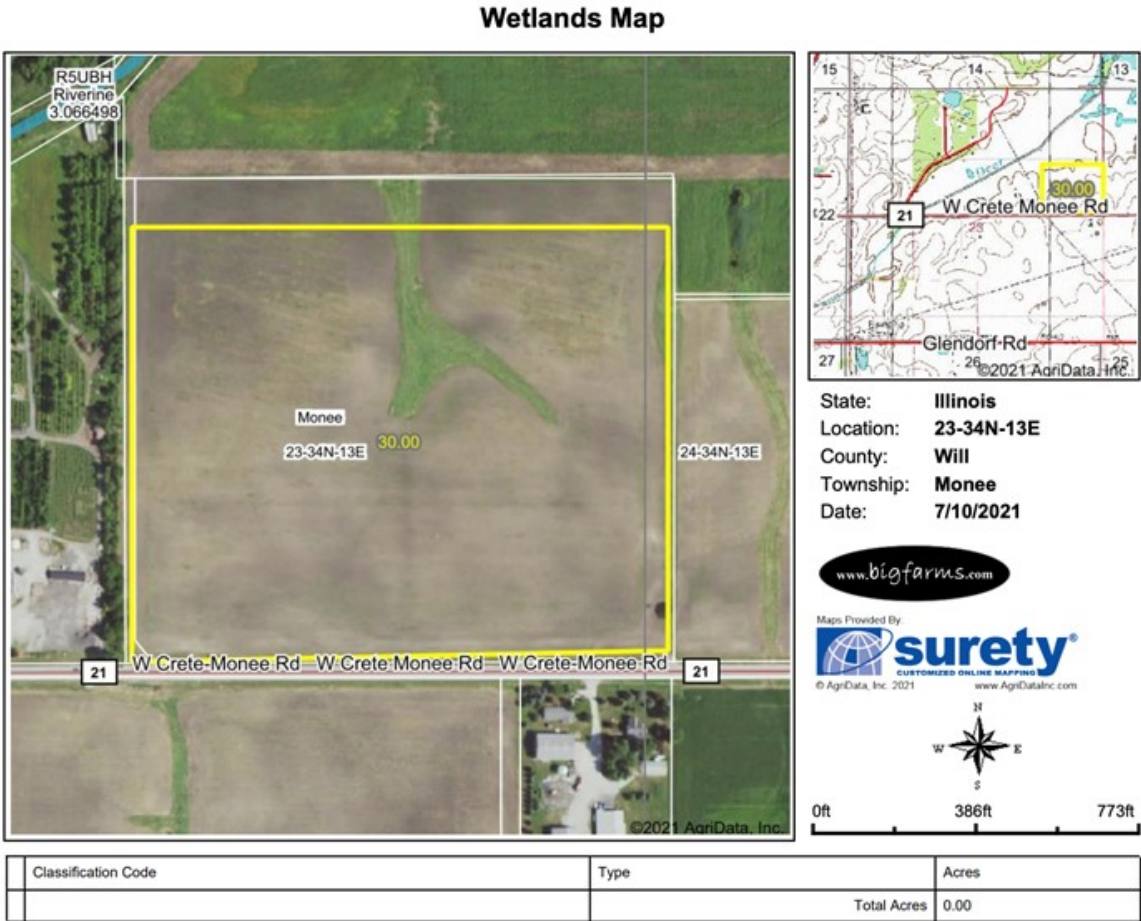 Wetlands Map
R5UBH
Riverine
3.066498
Monee
23-34N-13E
30.00
24-34N-13E
21
W Crete-Monee Rd W Crete-Monee Rd W Crete-Monee Rd
21
©2021 AgriData, Inc.
15
14
13
30.00
22
21
W Crete Monee Rd
23
Glendorf Rd
27
26
25
©2021 AgriData, Inc.
State: Illinois
Location: 23-34N-13E
County: Will
Township: Monee
Date: 7/10/2021
www.bigfarms.com
Maps Provided By:
surety®
CUSTOMIZED ONLINE MAPPING
© AgriData, Inc. 2021 www.AgriDataInc.com
N
W E
S
0ft 386ft 773ft
Classification Code Type Acres
Total Acres 0.00